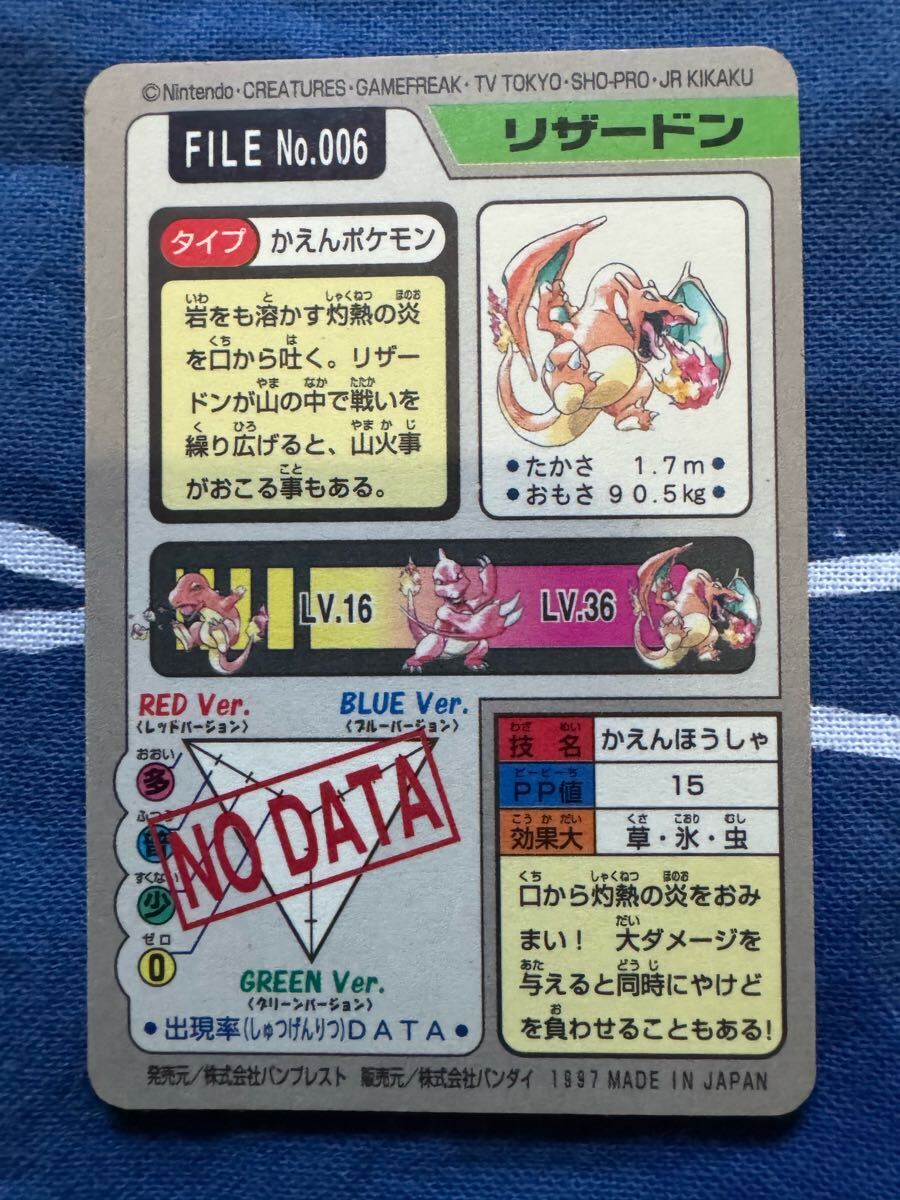 ©Nintendo・CREATURES・GAMEFREAK・TV TOKYO・SHO-PRO・JR KIKAKU
FILE No.006
リザードン
タイプ かえんポケモン
いわ と しゃくねつ ほのお
岩をも溶かす灼熱の炎
くち は
を口から吐く。リザー
やま なか たたか
ドンが山の中で戦いを
く ひろ やまかじ
繰り広げると、山火事
こと
がおこる事もある。
●たかさ 1.7m●
●おもさ 90.5kg●
LV.16
LV.36
RED Ver.
〈レッドバージョン〉
BLUE Ver.
〈ブルーバージョン〉
おおい
多
ふつう
普
すくない
少
ゼロ
0
NO DATA
GREEN Ver.
〈グリーンバージョン〉
●出現率(しゅつげんりつ)DATA●
わざ めい
技名 かえんほうしゃ
ピーピーち
PP値 15
こうかだい くさ こおり むし
効果大 草・氷・虫
くち しゃくねつ ほのお
口から灼熱の炎をおみ
だい
まい! 大ダメージを
あた どうじ
与えると同時にやけど
お
を負わせることもある!
発売元/株式会社バンプレスト 販売元/株式会社バンダイ 1997 MADE IN JAPAN